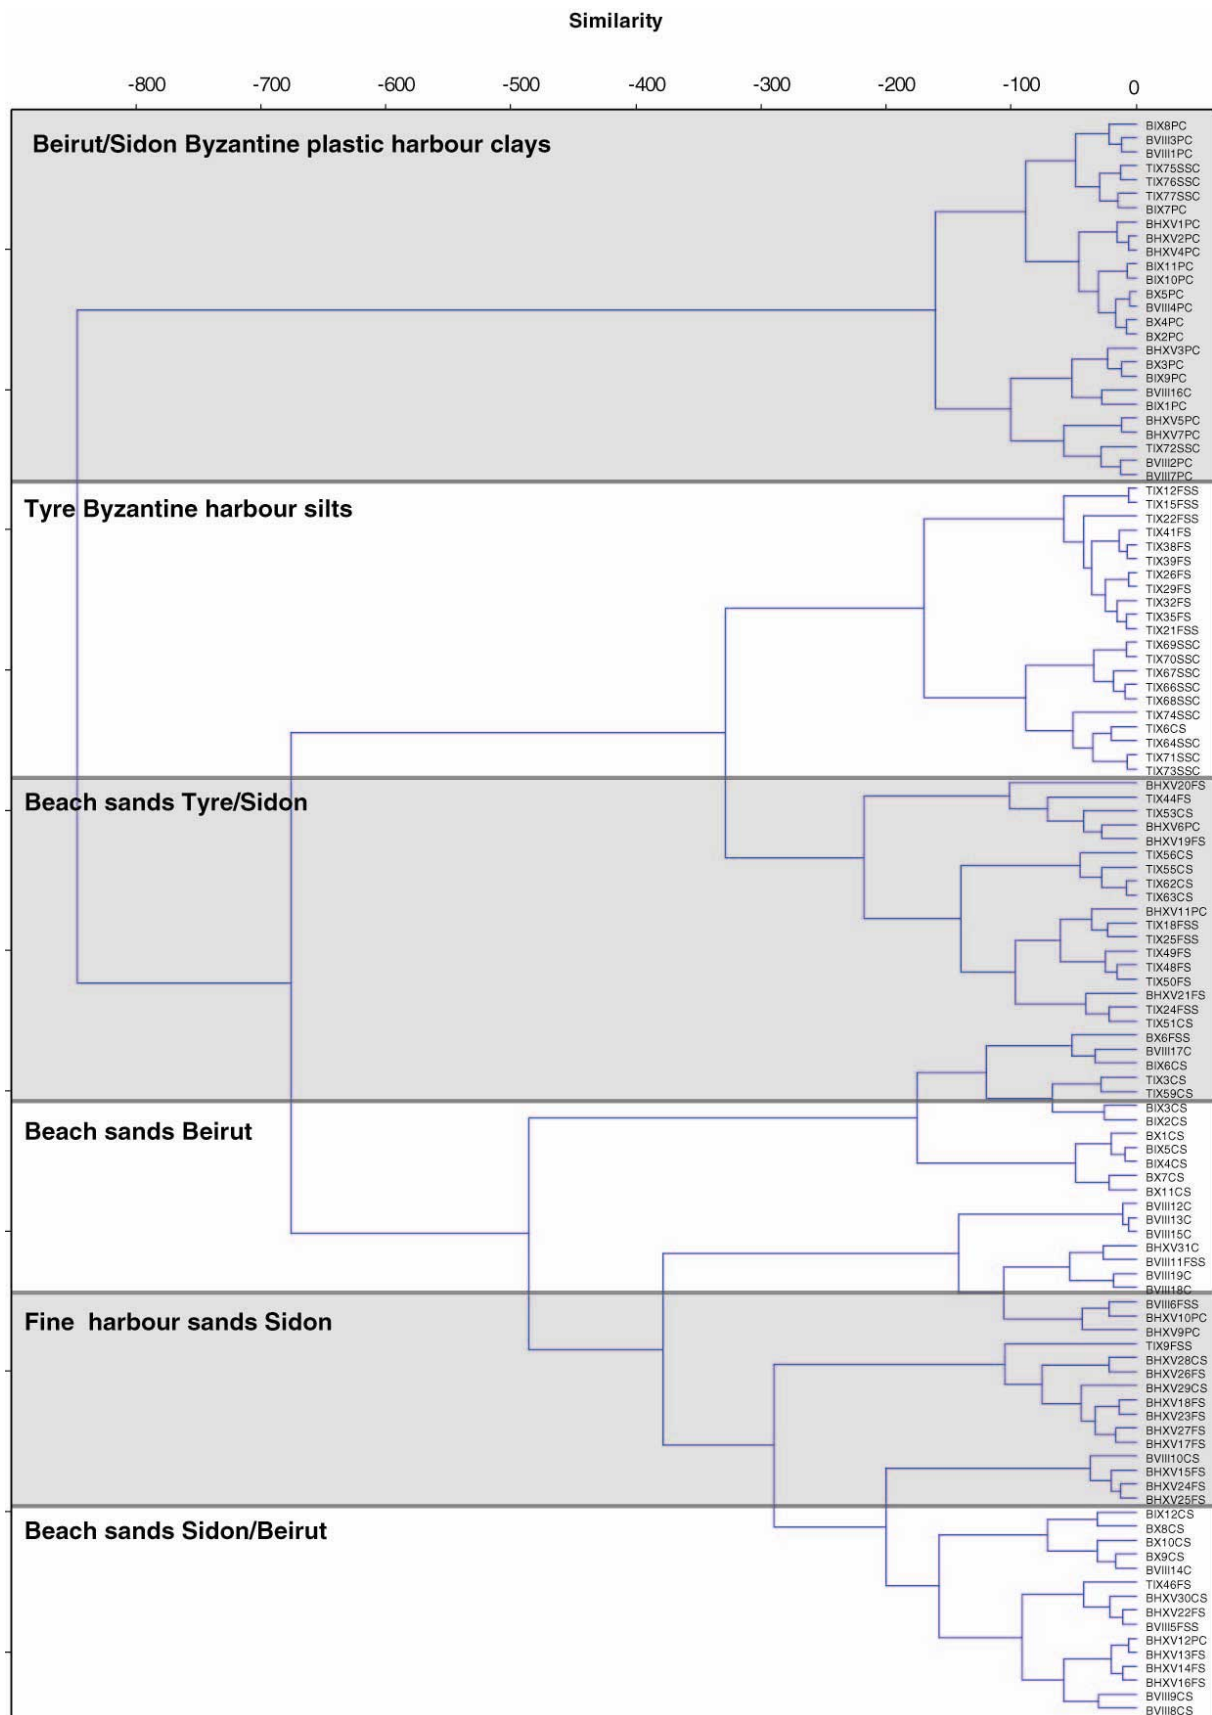 Similarity
-800 -700 -600 -500 -400 -300 -200 -100 0
Beirut/Sidon Byzantine plastic harbour clays
BIX8PC
BVIII3PC
BVIII1PC
TIX75SSC
TIX76SSC
TIX77SSC
BIX7PC
BHXV1PC
BHXV2PC
BHXV4PC
BIX11PC
BIX10PC
BX5PC
BVIII4PC
BX4PC
BX2PC
BHXV3PC
BX3PC
BIX9PC
BVIII16C
BIX1PC
BHXV5PC
BHXV7PC
TIX72SSC
BVIII2PC
BVIII7PC
Tyre Byzantine harbour silts
TIX12FSS
TIX15FSS
TIX22FSS
TIX41FS
TIX38FS
TIX39FS
TIX26FS
TIX29FS
TIX32FS
TIX35FS
TIX21FSS
TIX69SSC
TIX70SSC
TIX67SSC
TIX66SSC
TIX68SSC
TIX74SSC
TIX6CS
TIX64SSC
TIX71SSC
TIX73SSC
Beach sands Tyre/Sidon
BHXV20FS
TIX44FS
TIX53CS
BHXV6PC
BHXV19FS
TIX56CS
TIX55CS
TIX62CS
TIX63CS
BHXV11PC
TIX18FSS
TIX25FSS
TIX49FS
TIX48FS
TIX50FS
BHXV21FS
TIX24FSS
TIX51CS
BX6FSS
BVIII17C
BIX6CS
TIX3CS
TIX59CS
Beach sands Beirut
BIX3CS
BIX2CS
BX1CS
BIX5CS
BIX4CS
BX7CS
BX11CS
BVIII12C
BVIII13C
BVIII15C
BHXV31C
BVIII11FSS
BVIII19C
BVIII18C
Fine harbour sands Sidon
BVIII6FSS
BHXV10PC
BHXV9PC
TIX9FSS
BHXV28CS
BHXV26FS
BHXV29CS
BHXV18FS
BHXV23FS
BHXV27FS
BHXV17FS
BVIII10CS
BHXV15FS
BHXV24FS
BHXV25FS
Beach sands Sidon/Beirut
BIX12CS
BX8CS
BX10CS
BX9CS
BVIII14C
TIX46FS
BHXV30CS
BHXV22FS
BVIII5FSS
BHXV12PC
BHXV13FS
BHXV14FS
BHXV16FS
BVIII9CS
BVIII8CS